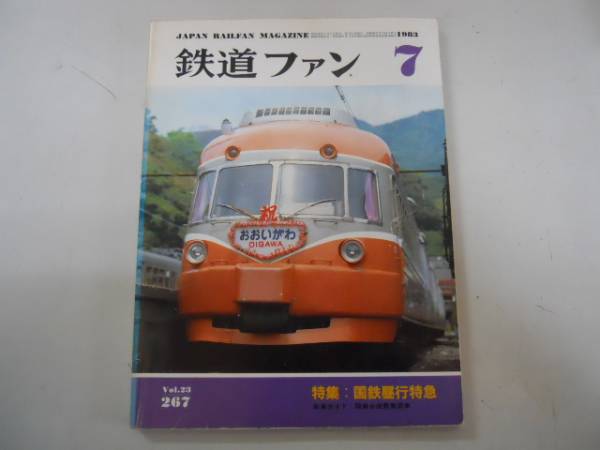 JAPAN RAILFAN MAGAZINE
1983
鉄道ファン
7
祝
おおいがわ
OIGAWA
Vol.23
267
特集:国鉄昼行特急